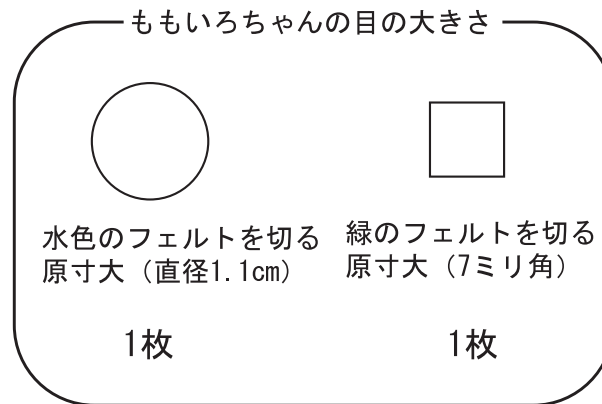 ももいろちゃんの目の大きさ
水色のフェルトを切る
原寸大（直径1.1cm）
1枚
緑のフェルトを切る
原寸大（7ミリ角）
1枚